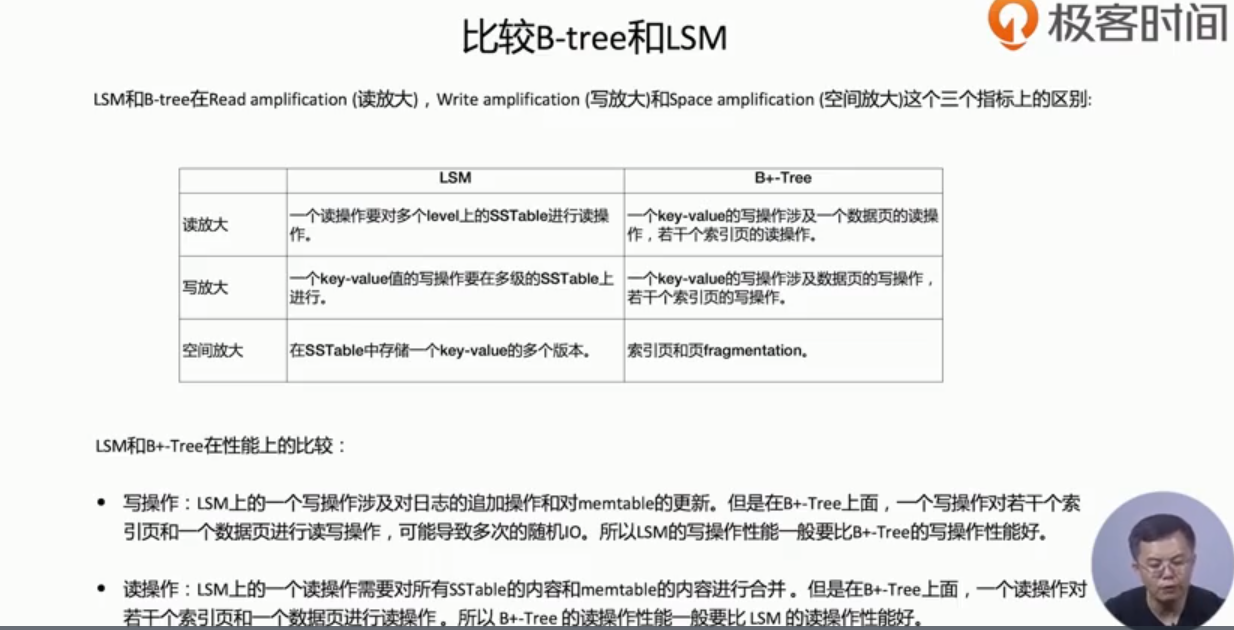 比较B-tree和LSM
极客时间
LSM和B-tree在Read amplification (读放大)，Write amplification (写放大)和Space amplification (空间放大)这个三个指标上的区别:
LSM
B+-Tree
读放大
一个读操作要对多个level上的SSTable进行读操
作。
一个key-value的写操作涉及一个数据页的读操
作，若干个索引页的读操作。
写放大
一个key-value值的写操作要在多级的SSTable上
进行。
一个key-value的写操作涉及数据页的写操作，
若干个索引页的写操作。
空间放大
在SSTable中存储一个key-value的多个版本。
索引页和页fragmentation。
LSM和B+-Tree在性能上的比较：
• 写操作：LSM上的一个写操作涉及对日志的追加操作和对memtable的更新。但是在B+-Tree上面，一个写操作对若干个索
引页和一个数据页进行读写操作，可能导致多次的随机IO。所以LSM的写操作性能一般要比B+-Tree的写操作性能好。
• 读操作：LSM上的一个读操作需要对所有SSTable的内容和memtable的内容进行合并。但是在B+-Tree上面，一个读操作对
若干个索引页和一个数据页进行读操作。所以 B+-Tree 的读操作性能一般要比 LSM 的读操作性能好。